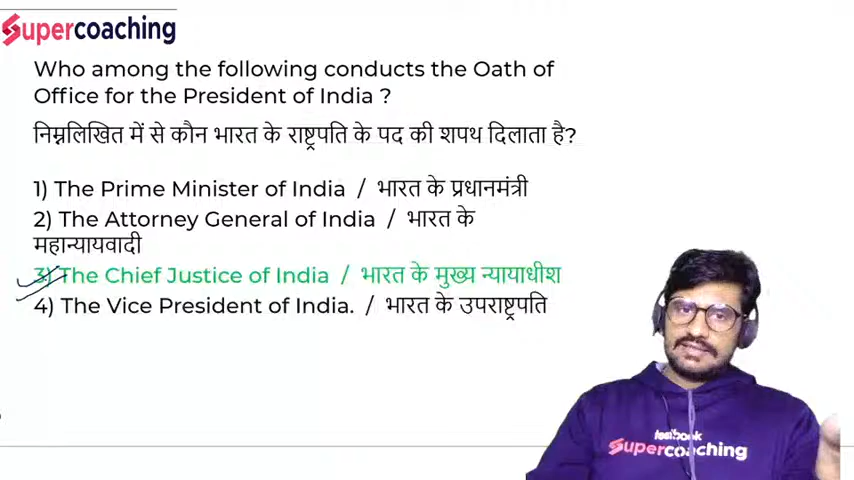 Supercoaching
Who among the following conducts the Oath of
Office for the President of India ?
निम्नलिखित में से कौन भारत के राष्ट्रपति के पद की शपथ दिलाता है?
1) The Prime Minister of India / भारत के प्रधानमंत्री
2) The Attorney General of India / भारत के
महान्यायवादी
3) The Chief Justice of India / भारत के मुख्य न्यायाधीश
4) The Vice President of India. / भारत के उपराष्ट्रपति
testbook
Supercoaching